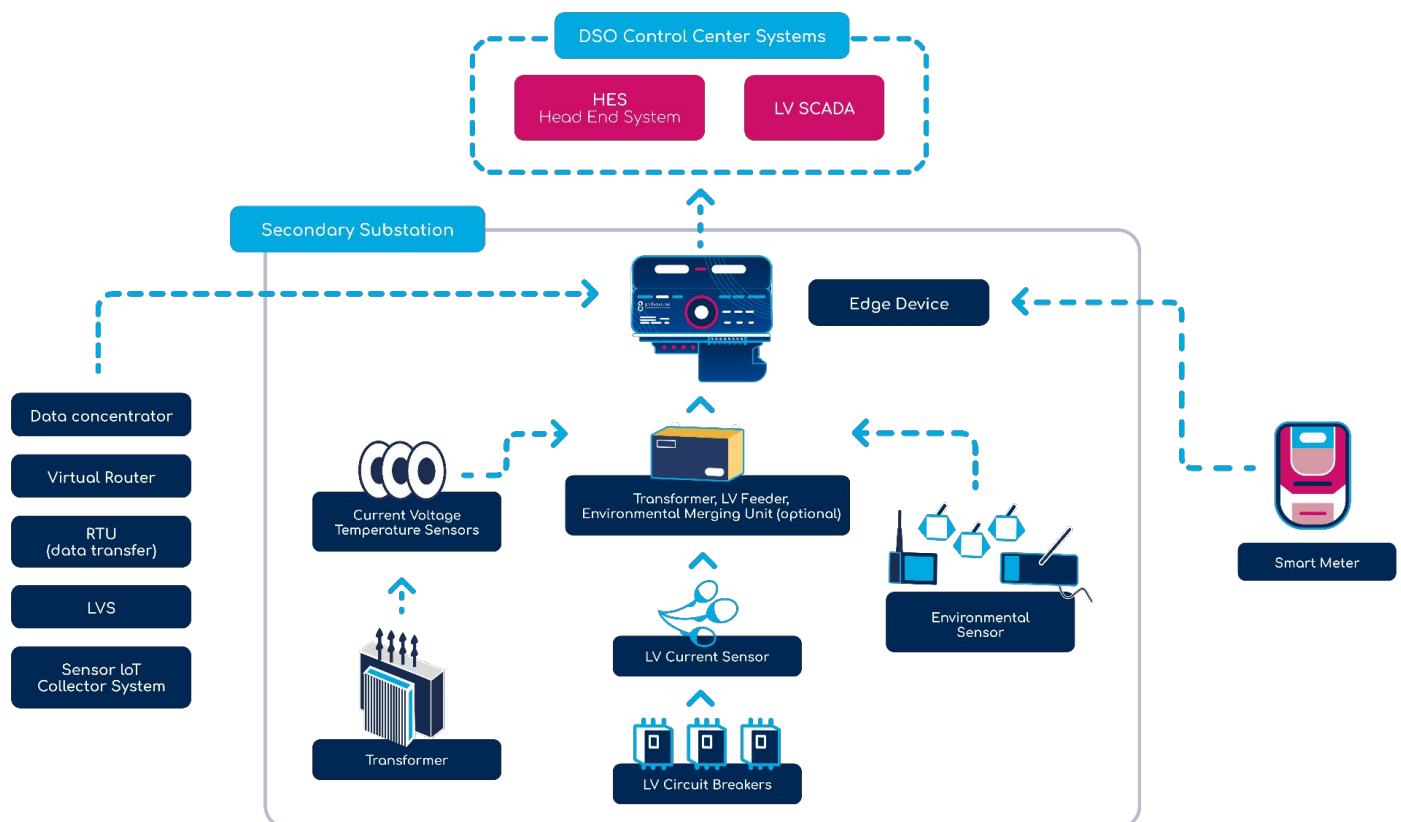 DSO Control Center Systems
HES
Head End System
LV SCADA
Secondary Substation
Edge Device
Data concentrator
Virtual Router
RTU
(data transfer)
LVS
Sensor IoT
Collector System
Current Voltage
Temperature Sensors
Transformer, LV Feeder,
Environmental Merging Unit (optional)
Environmental
Sensor
Smart Meter
LV Current Sensor
Transformer
LV Circuit Breakers